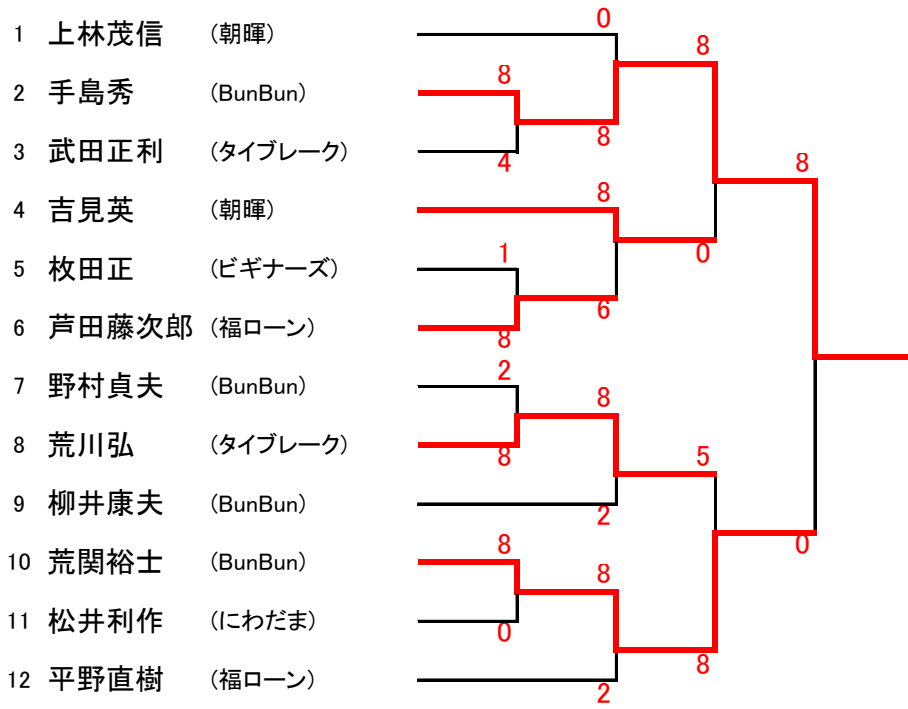 1 上林茂信 (朝暉)
0
8
2 手島秀 (BunBun)
8
8
3 武田正利 (タイブレーク)
4
8
4 吉見英 (朝暉)
8
0
5 枚田正 (ビギナーズ)
1
6
6 芦田藤次郎 (福ローン)
8
7 野村貞夫 (BunBun)
2
8
8 荒川弘 (タイブレーク)
8
5
9 柳井康夫 (BunBun)
2
0
10 荒関裕士 (BunBun)
8
8
11 松井利作 (にわだま)
0
8
12 平野直樹 (福ローン)
2